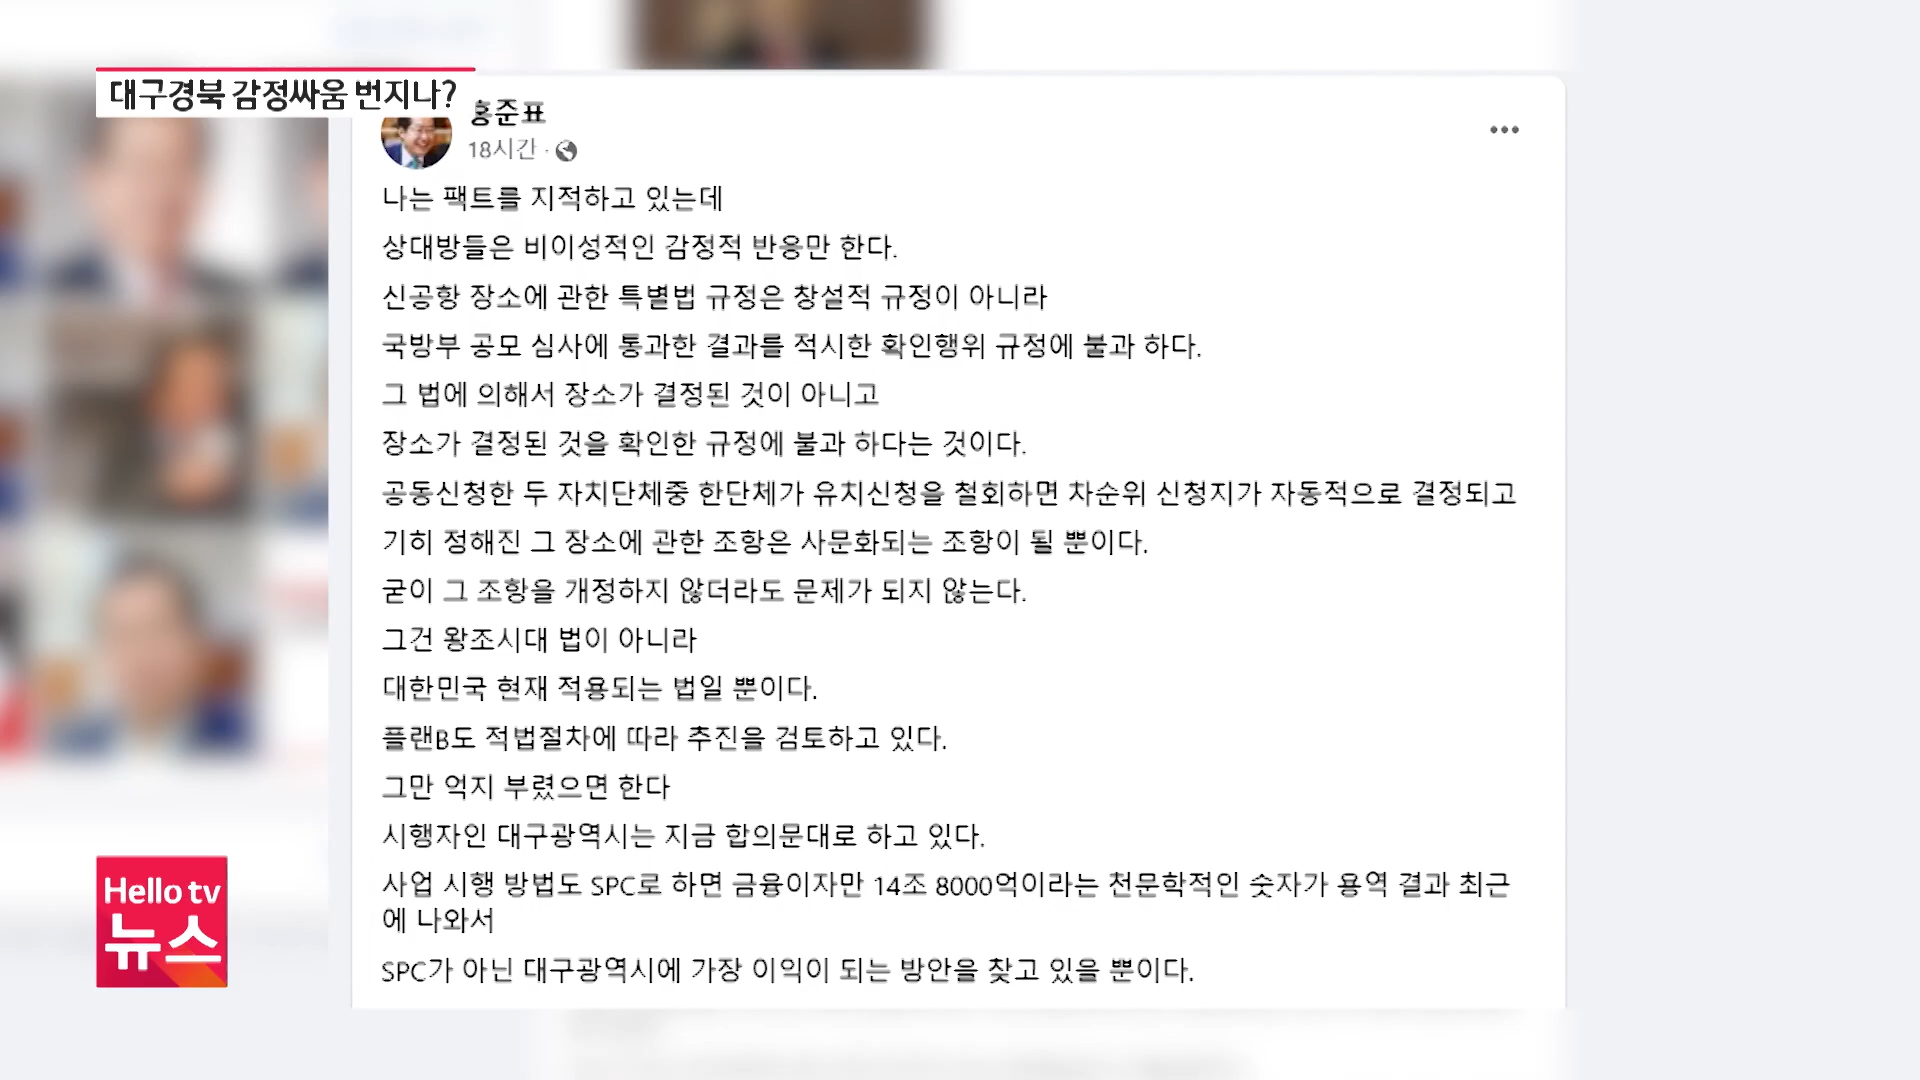 대구경북 감정싸움 번지나?
홍준표
18시간 ·
나는 팩트를 지적하고 있는데
상대방들은 비이성적인 감정적 반응만 한다.
신공항 장소에 관한 특별법 규정은 창설적 규정이 아니라
국방부 공모 심사에 통과한 결과를 적시한 확인행위 규정에 불과 하다.
그 법에 의해서 장소가 결정된 것이 아니고
장소가 결정된 것을 확인한 규정에 불과 하다는 것이다.
공동신청한 두 자치단체중 한단체가 유치신청을 철회하면 차순위 신청지가 자동적으로 결정되고
기히 정해진 그 장소에 관한 조항은 사문화되는 조항이 될 뿐이다.
굳이 그 조항을 개정하지 않더라도 문제가 되지 않는다.
그건 왕조시대 법이 아니라
대한민국 현재 적용되는 법일 뿐이다.
플랜B도 적법절차에 따라 추진을 검토하고 있다.
그만 억지 부렸으면 한다
시행자인 대구광역시는 지금 합의문대로 하고 있다.
사업 시행 방법도 SPC로 하면 금융이자만 14조 8000억이라는 천문학적인 숫자가 용역 결과 최근
에 나와서
SPC가 아닌 대구광역시에 가장 이익이 되는 방안을 찾고 있을 뿐이다.
Hello tv
뉴스